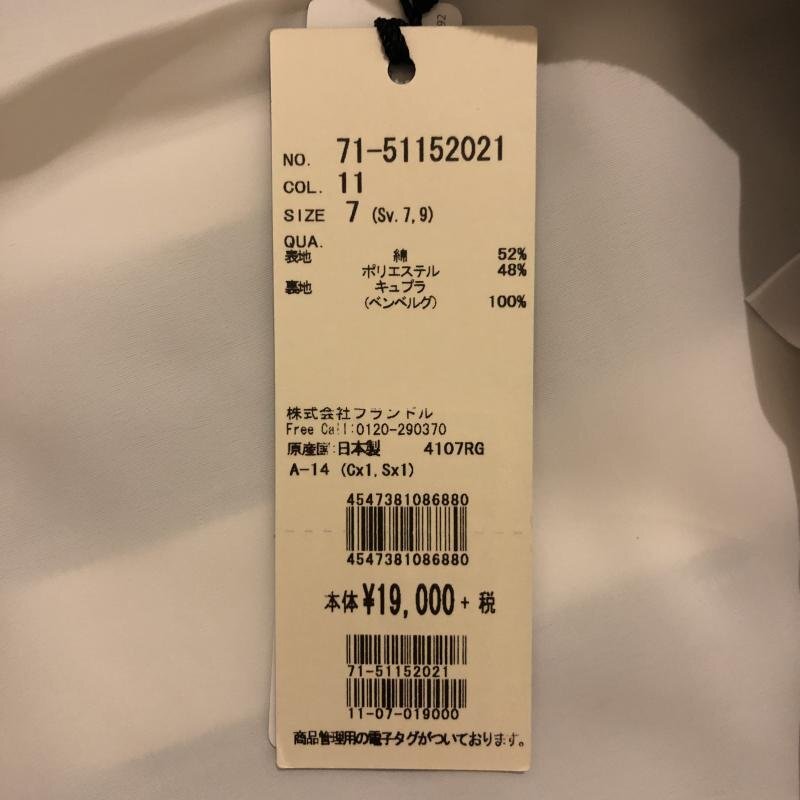 92
NO. 71-51152021
COL. 11
SIZE 7 (Sv.7,9)
QUA.
表地 綿 52%
ポリエステル 48%
裏地 キュプラ
(ベンベルグ) 100%
株式会社フランドル
Free Call:0120-290370
原産国:日本製 4107RG
A-14 (Cx1,Sx1)
4547381086880
4547381086880
本体¥19,000+税
71-51152021
11-07-019000
商品管理用の電子タグがついております。